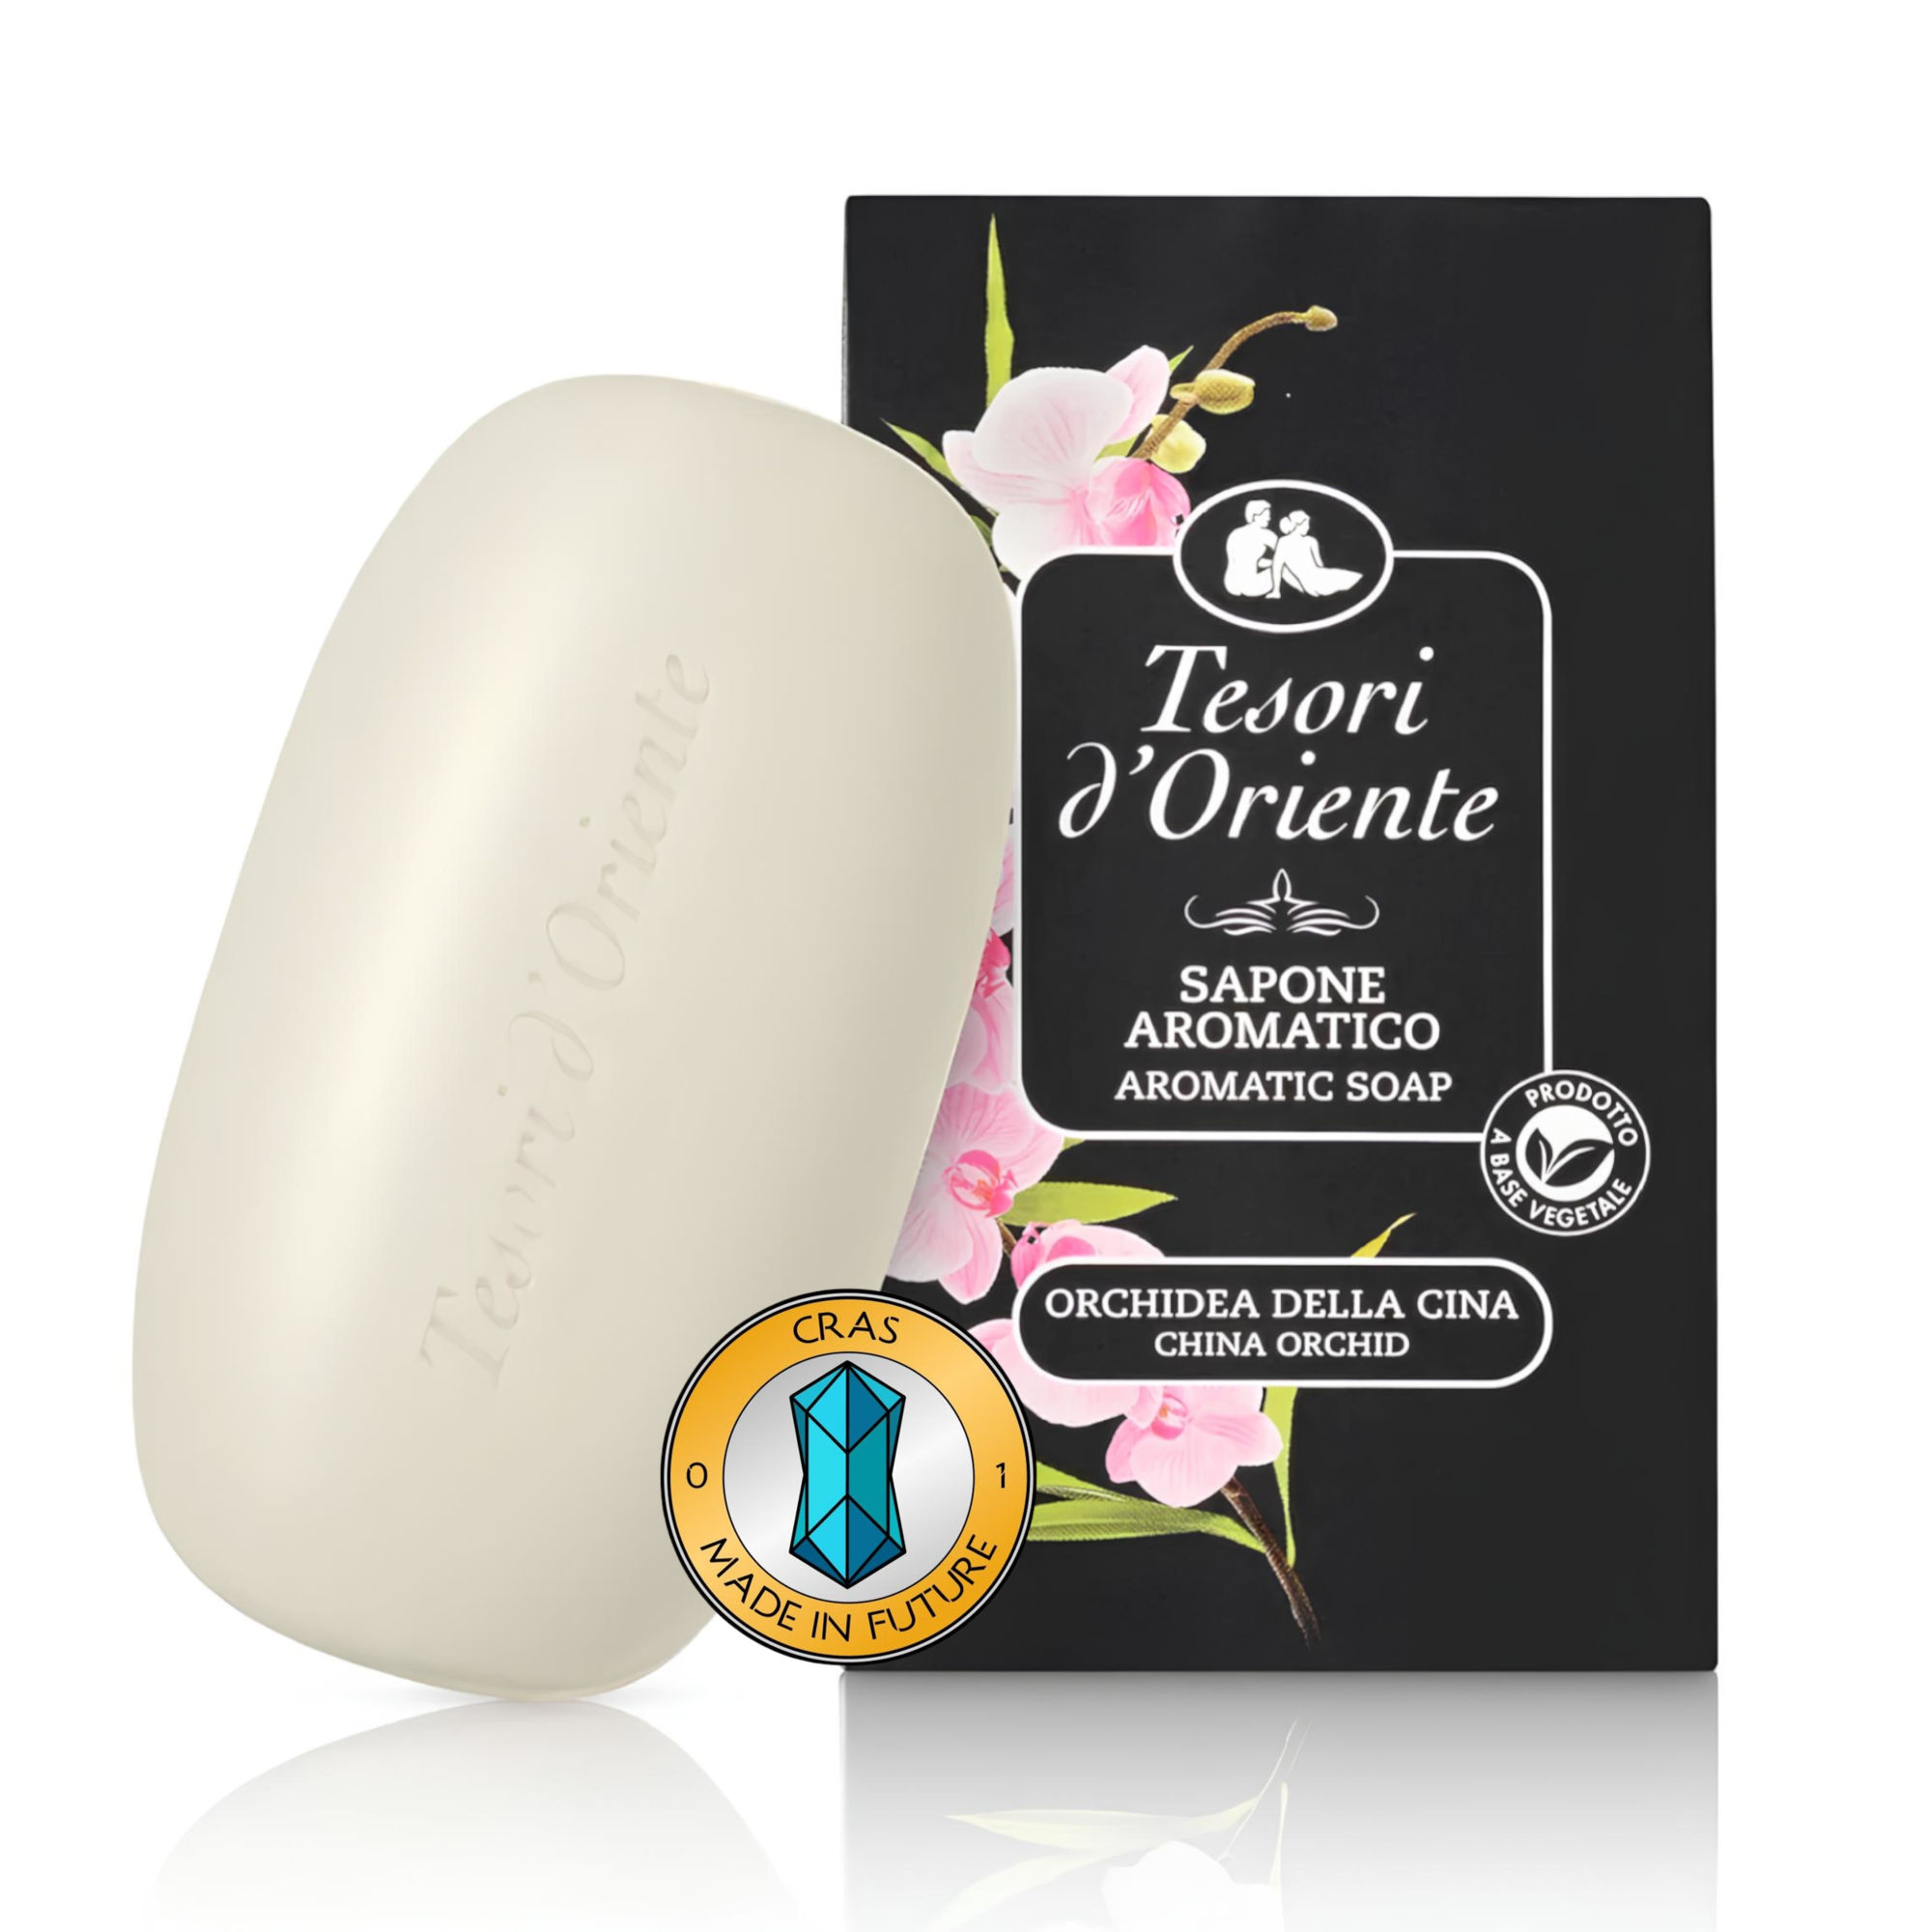 Tesori
d'Oriente
SAPONE
AROMATICO
AROMATIC SOAP
PRODOTTO
A BASE VEGETALE
ORCHIDEA DELLA CINA
CHINA ORCHID
Tesori d'Oriente
CRAS
0 1
MADE IN FUTURE